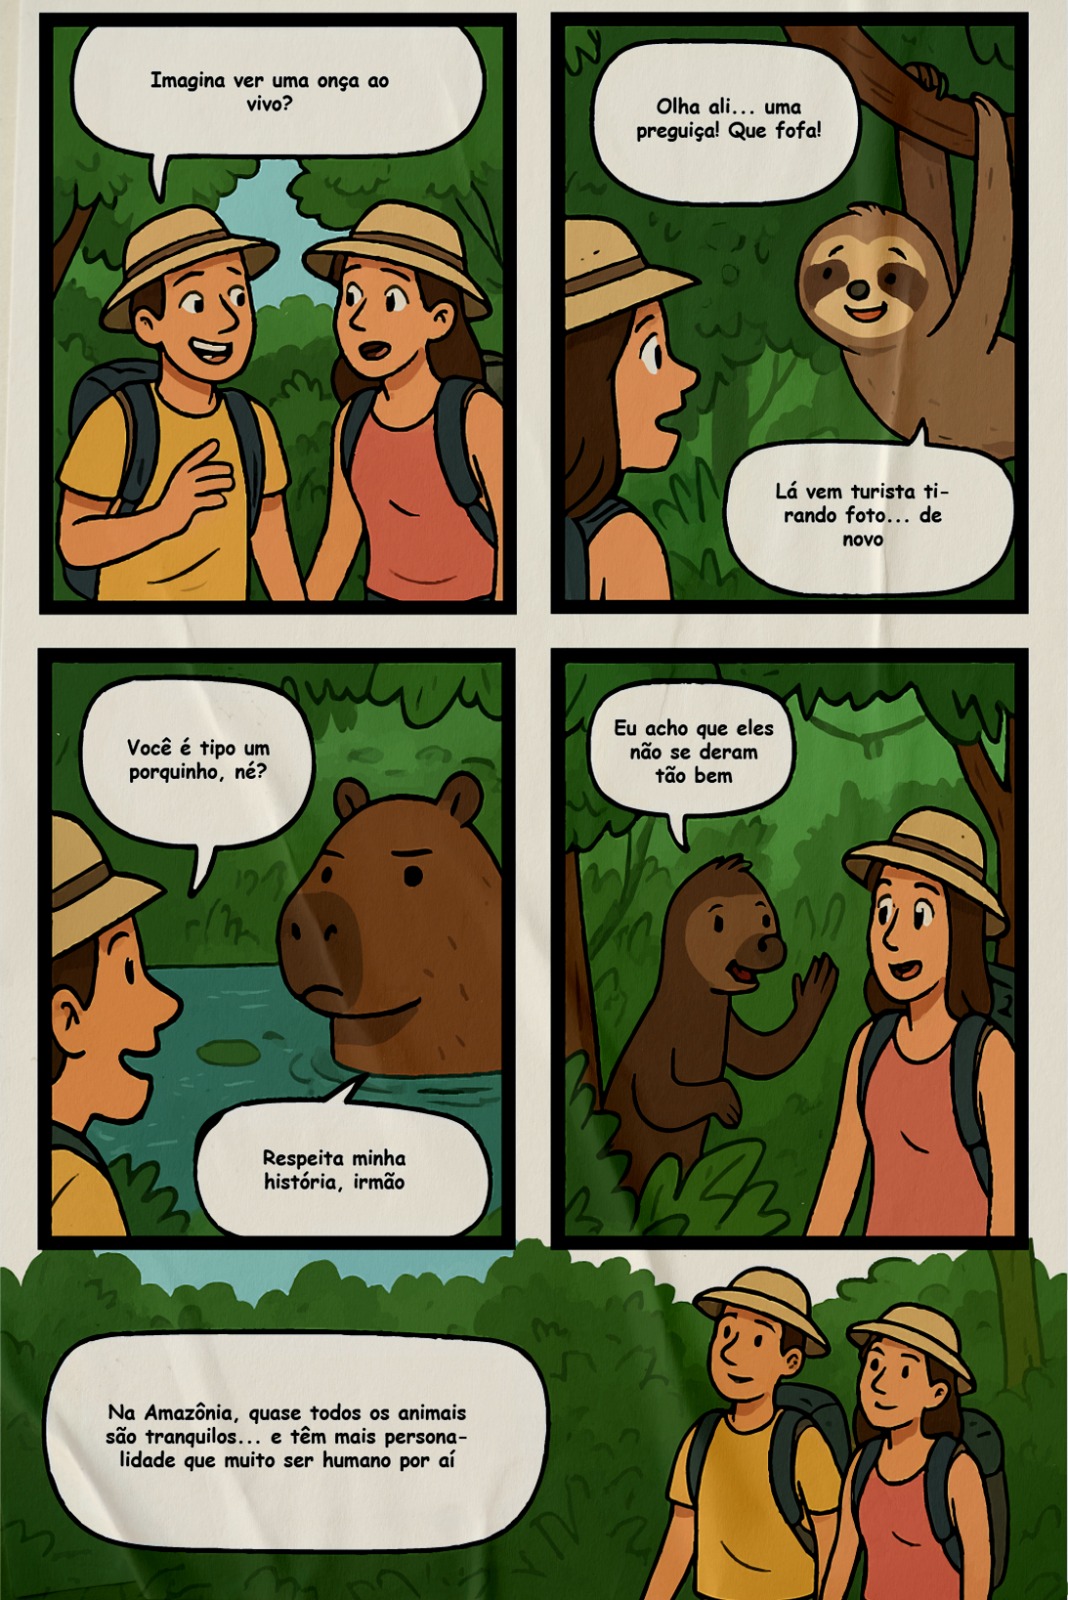 Imagina ver uma onça ao
vivo?
Olha ali... uma
preguiça! Que fofa!
Lá vem turista ti-
rando foto... de
novo
Você é tipo um
porquinho, né?
Respeita minha
história, irmão
Eu acho que eles
não se deram
tão bem
Na Amazônia, quase todos os animais
são tranquilos... e têm mais persona-
lidade que muito ser humano por aí